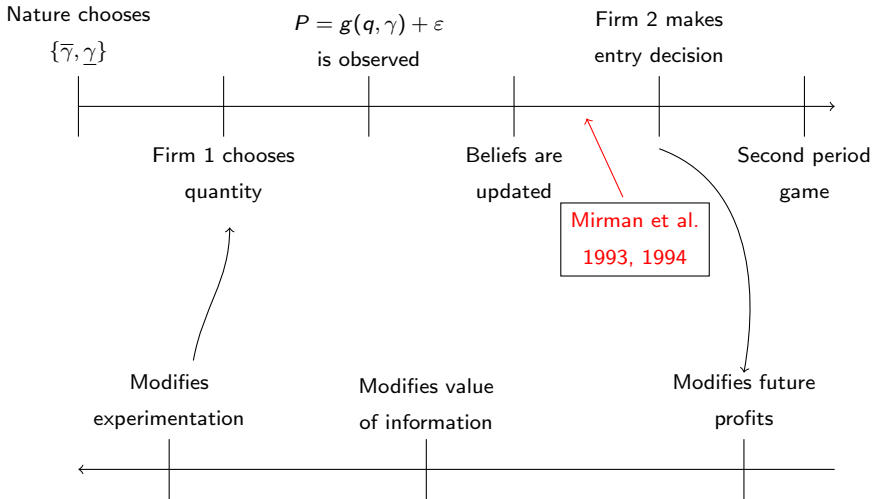 Nature chooses
{γ̅, γ̲}
P = g(q, γ) + ε
is observed
Firm 2 makes
entry decision
Firm 1 chooses
quantity
Beliefs are
updated
Second period
game
Mirman et al.
1993, 1994
Modifies
experimentation
Modifies value
of information
Modifies future
profits